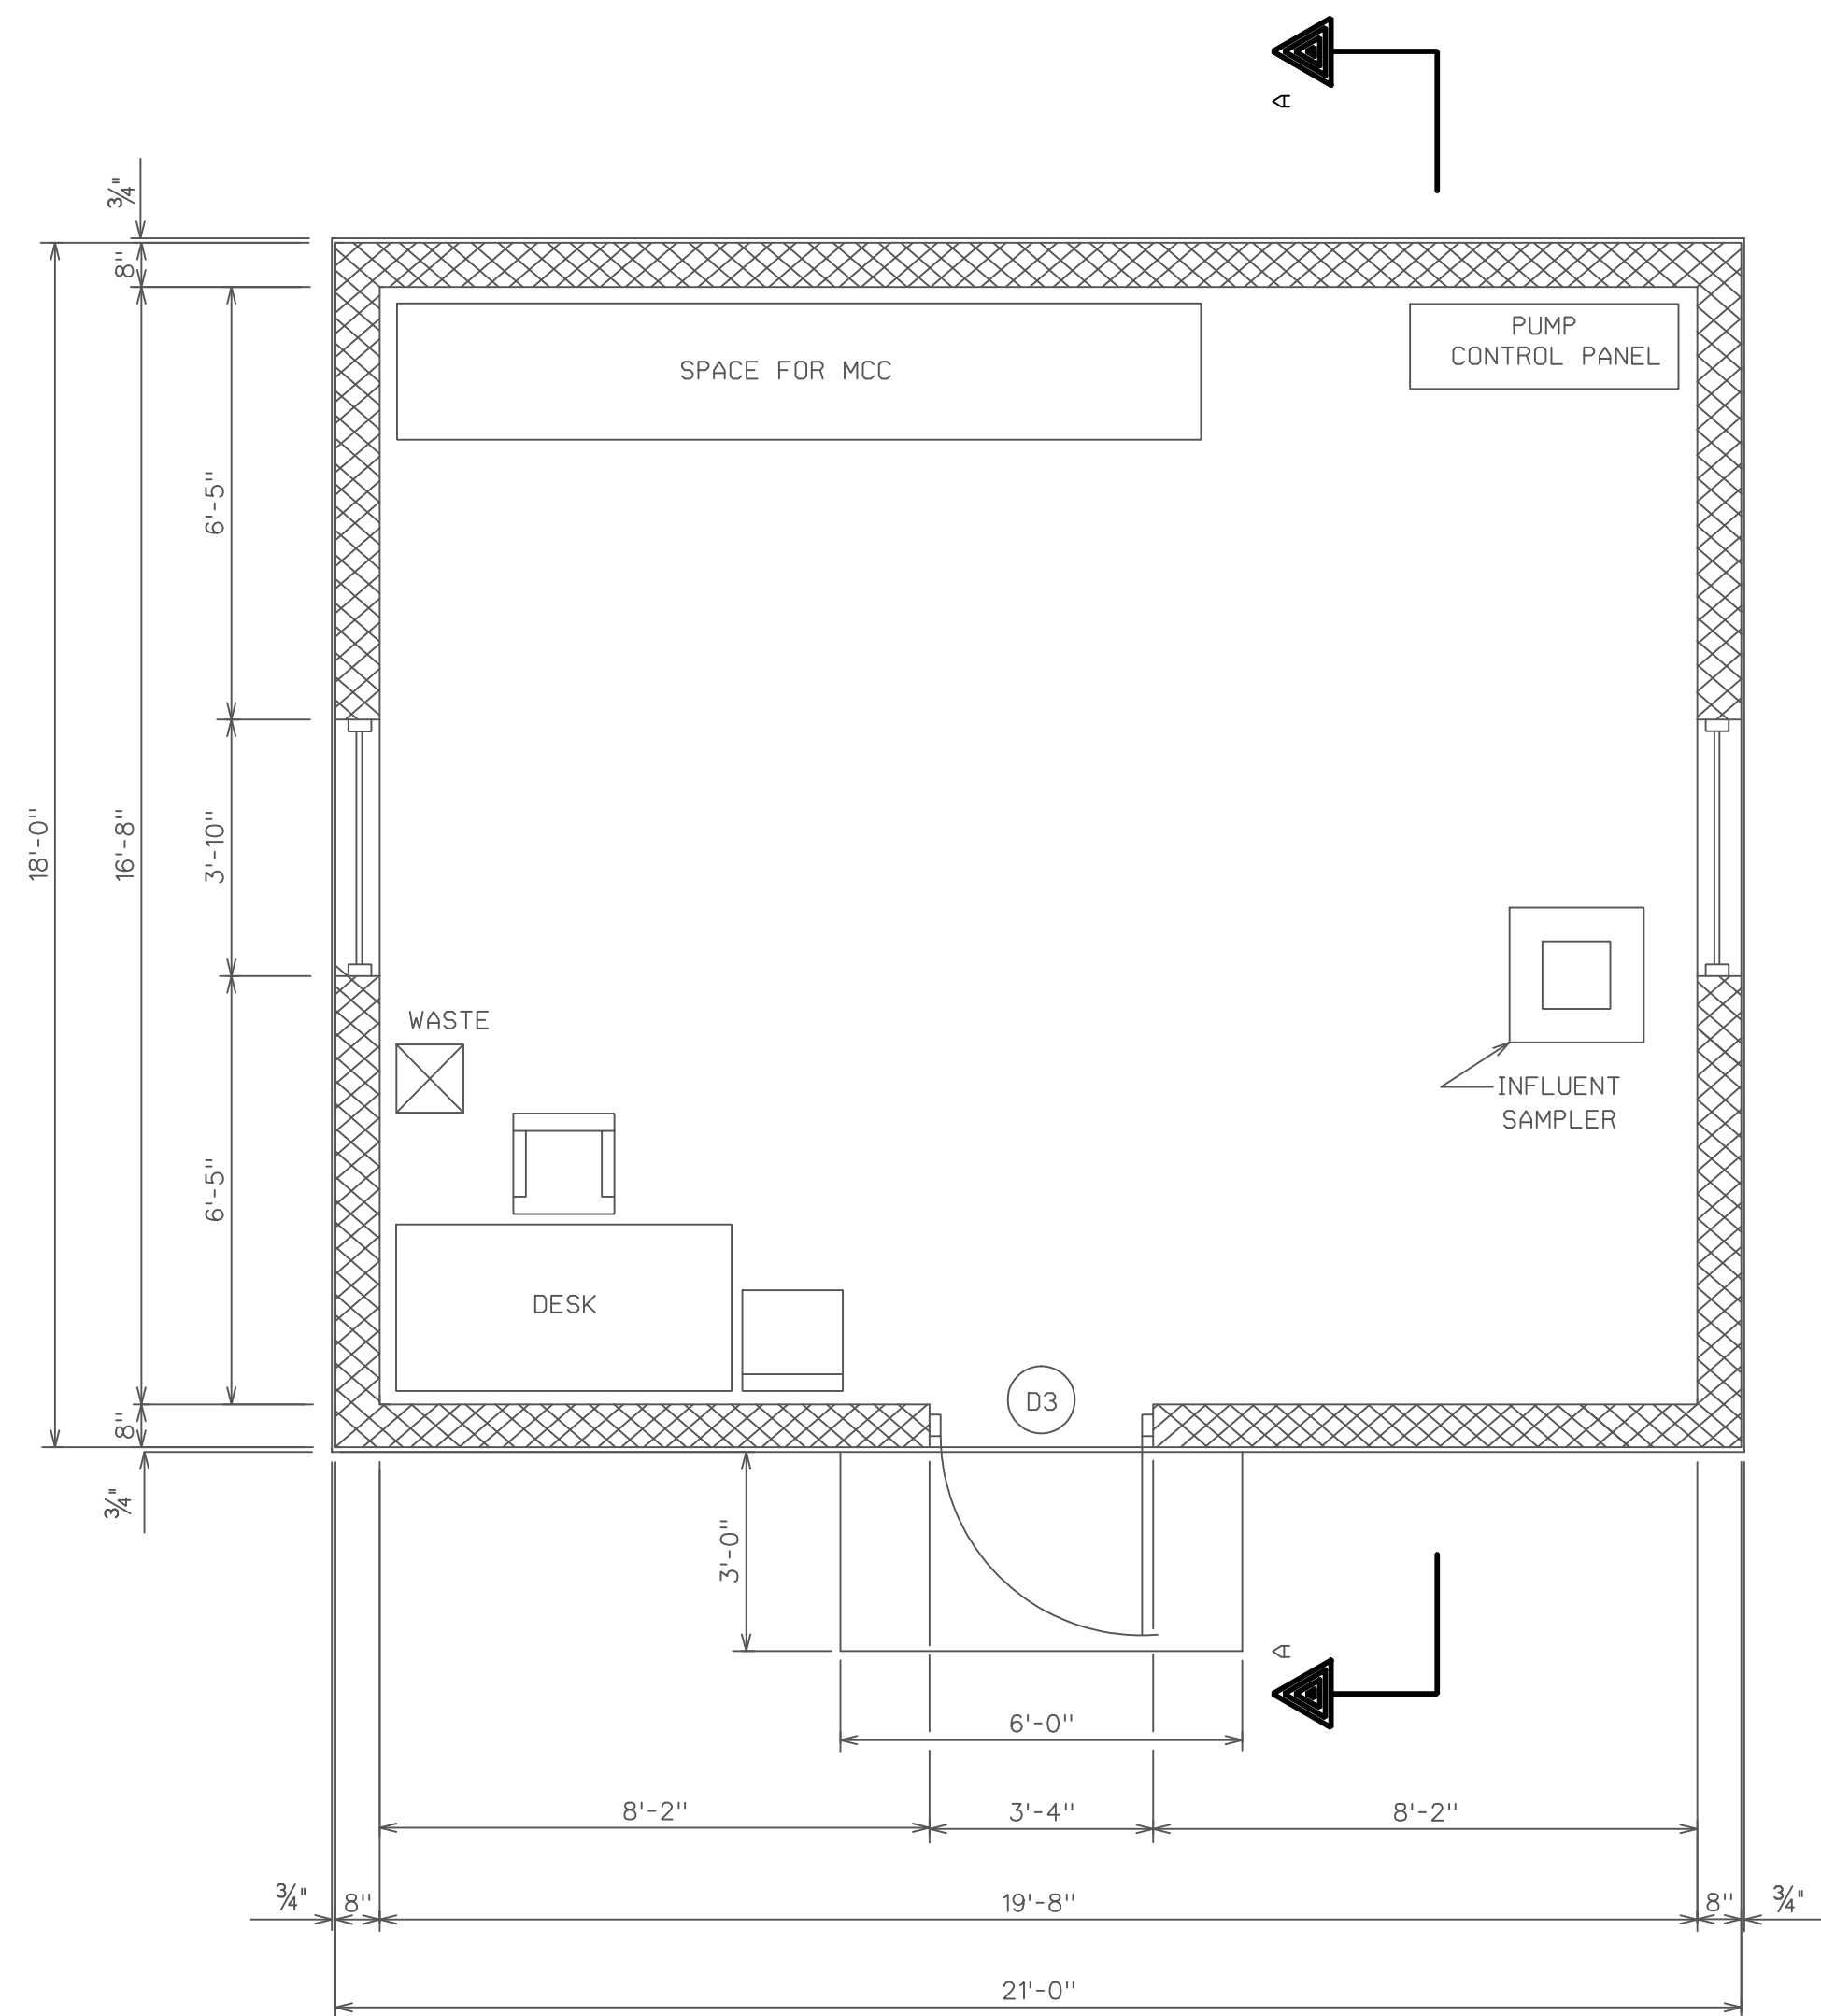 A
3/4"
8"
SPACE FOR MCC
PUMP
CONTROL PANEL
6'-5"
18'-0"
16'-8"
3'-10"
WASTE
INFLUENT
SAMPLER
6'-5"
DESK
D3
8"
3/4"
3'-0"
A
6'-0"
8'-2"
3'-4"
8'-2"
3/4"
8"
19'-8"
8"
3/4"
21'-0"